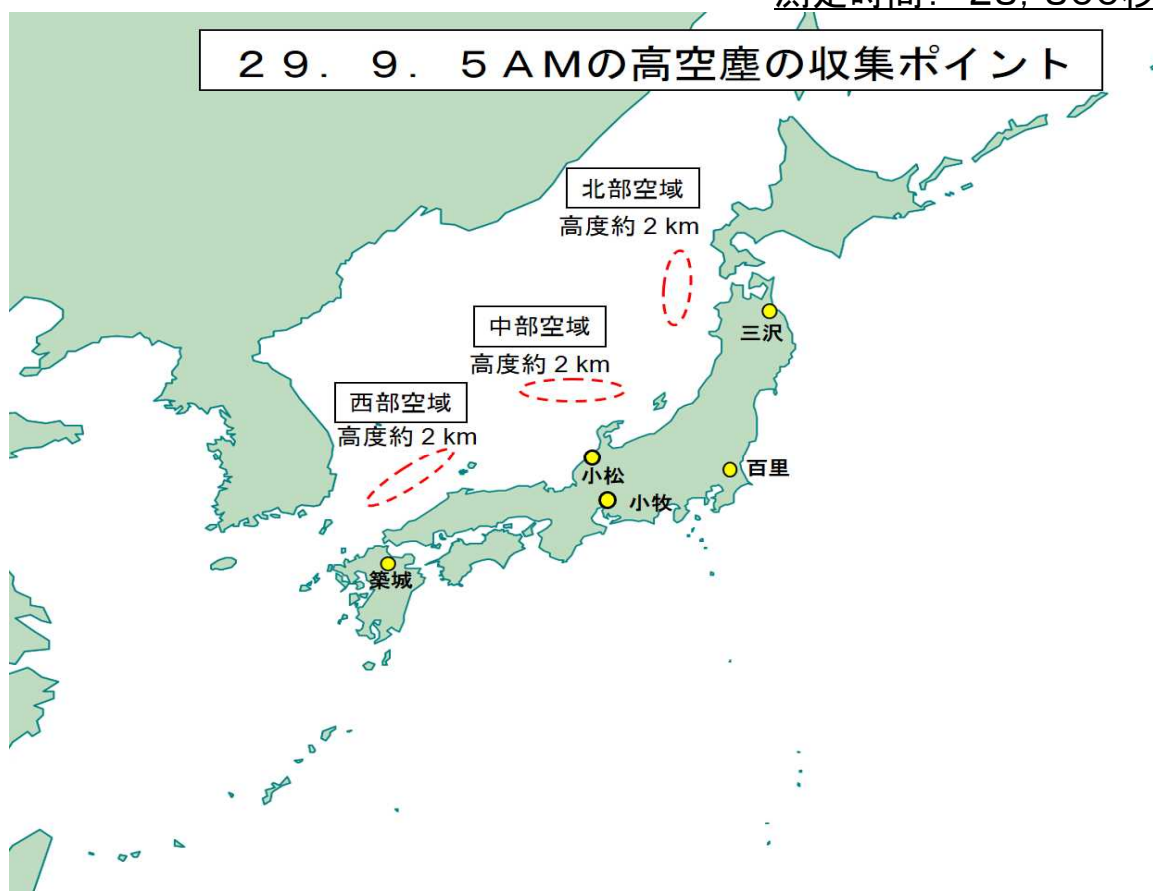 ２９．９．５ＡＭの高空塵の収集ポイント
北部空域
高度約２km
中部空域
高度約２km
西部空域
高度約２km
三沢
百里
小松
小牧
築城